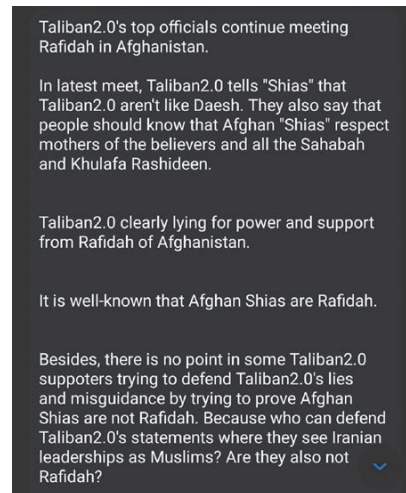 Taliban2.0's top officials continue meeting
Rafidah in Afghanistan.
In latest meet, Taliban2.0 tells "Shias" that
Taliban2.0 aren't like Daesh. They also say that
people should know that Afghan "Shias" respect
mothers of the believers and all the Sahabah
and Khulafa Rashideen.
Taliban2.0 clearly lying for power and support
from Rafidah of Afghanistan.
It is well-known that Afghan Shias are Rafidah.
Besides, there is no point in some Taliban2.0
suppoters trying to defend Taliban2.0's lies
and misguidance by trying to prove Afghan
Shias are not Rafidah. Because who can defend
Taliban2.0's statements where they see Iranian
leaderships as Muslims? Are they also not
Rafidah?